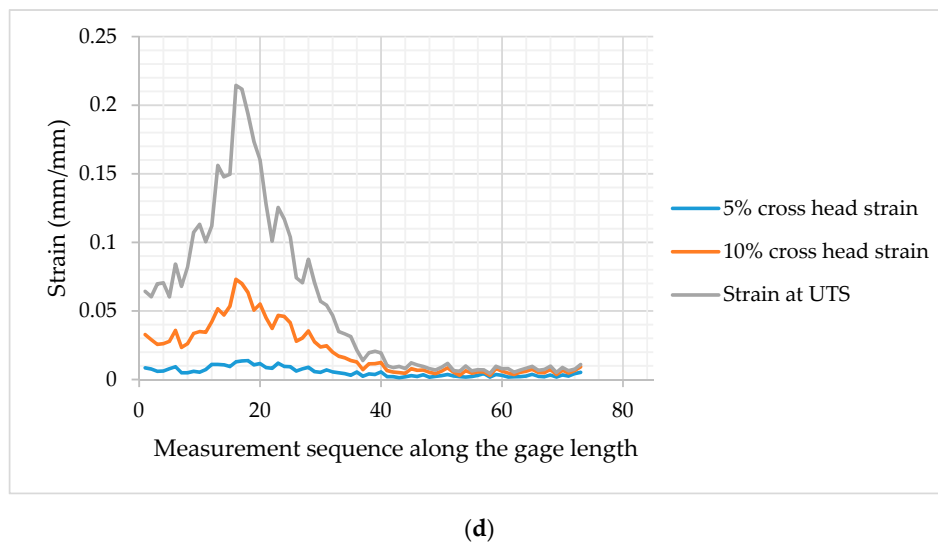 0.25
0.2
0.15
0.1
0.05
0
Strain (mm/mm)
0 20 40 60 80
Measurement sequence along the gage length
5% cross head strain
10% cross head strain
Strain at UTS
(d)